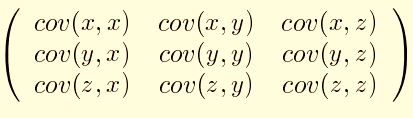 cov(x, x) cov(x, y) cov(x, z)
cov(y, x) cov(y, y) cov(y, z)
cov(z, x) cov(z, y) cov(z, z)